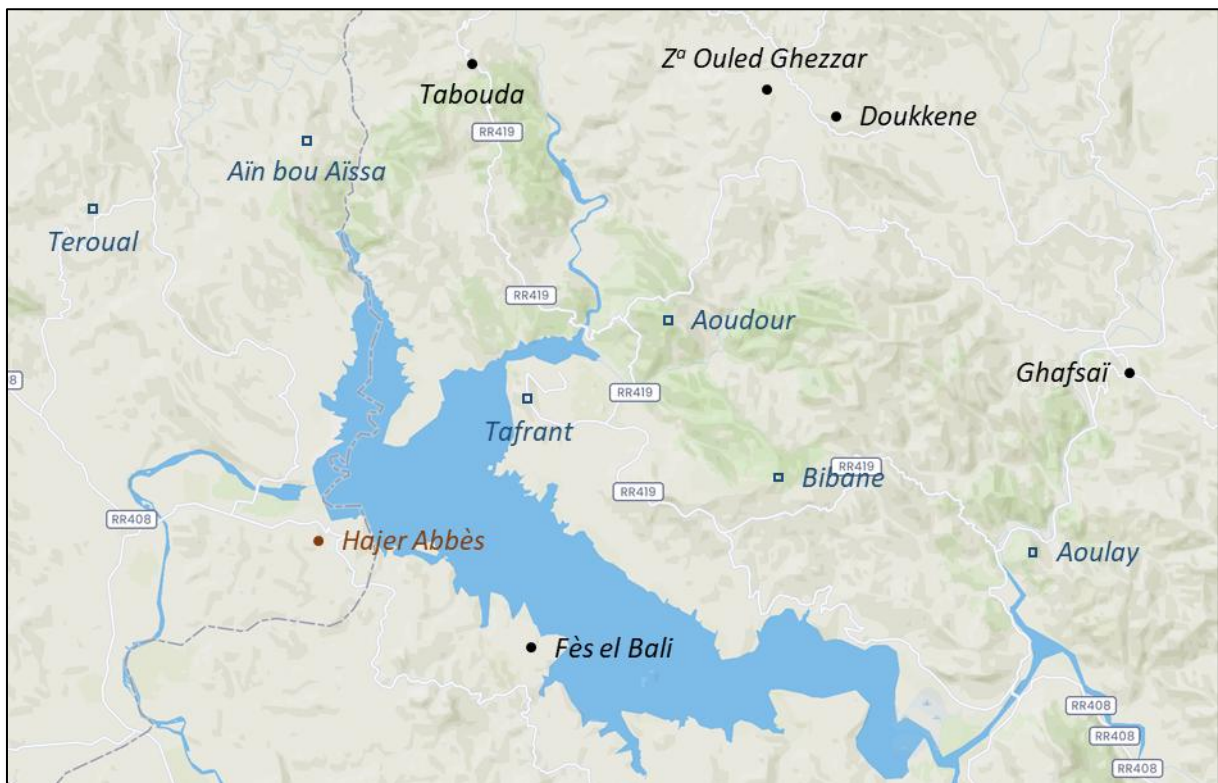 Zᵃ Ouled Ghezzar
Tabouda
Doukkene
RR419
Aïn bou Aïssa
Teroual
RR419
Aoudour
Ghafsaï
8
RR419
Tafrant
RR419
Bibane
RR419
RR408
Hajer Abbès
Aoulay
Fès el Bali
RR408
RR408
RR408